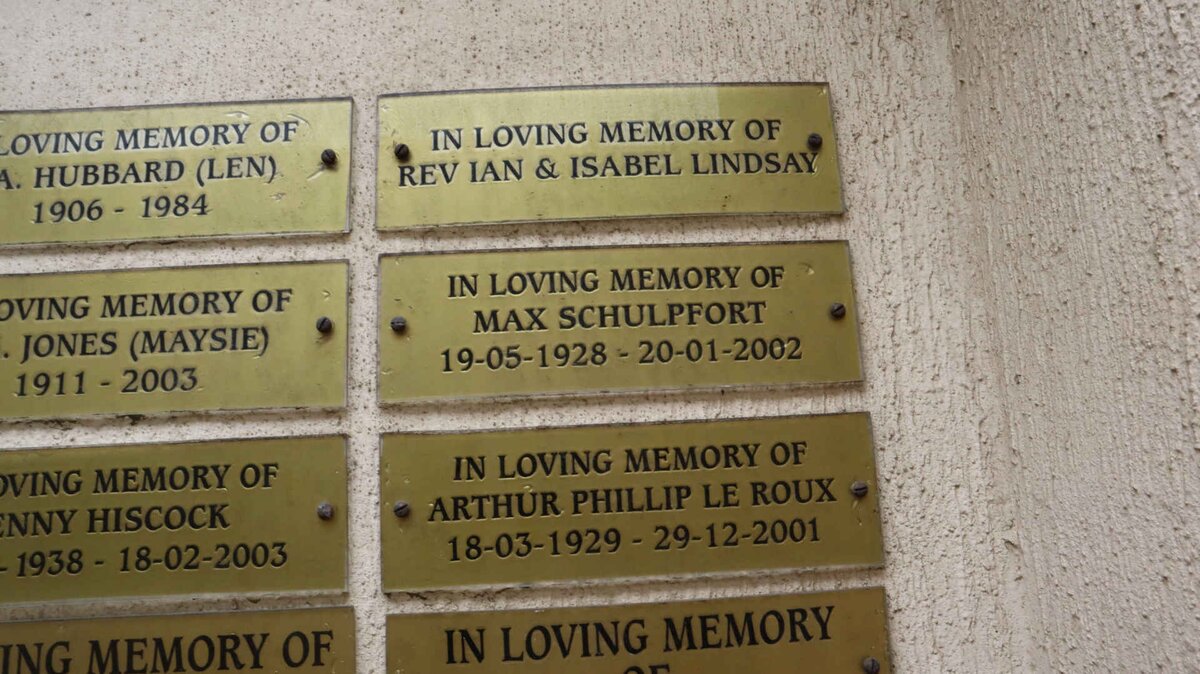 LOVING MEMORY OF
A. HUBBARD (LEN)
1906 - 1984
LOVING MEMORY OF
JONES (MAYSIE)
1911 - 2003
MEMORY OF
HISCOCK
1938 - 18-02-2003
MEMORY OF
IN LOVING MEMORY OF
REV IAN & ISABEL LINDSAY
IN LOVING MEMORY OF
MAX SCHULPFORT
19-05-1928 - 20-01-2002
IN LOVING MEMORY OF
ARTHUR PHILLIP LE ROUX
18-03-1929 - 29-12-2001
IN LOVING MEMORY
OF